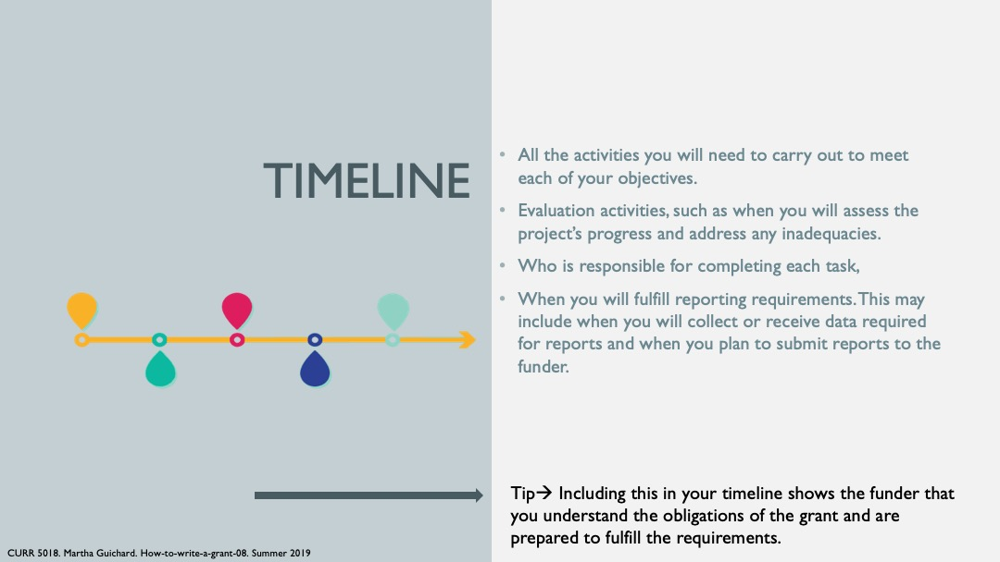 TIMELINE
• All the activities you will need to carry out to meet
each of your objectives.
• Evaluation activities, such as when you will assess the
project’s progress and address any inadequacies.
• Who is responsible for completing each task,
• When you will fulfill reporting requirements.This may
include when you will collect or receive data required
for reports and when you plan to submit reports to the
funder.
Tip→ Including this in your timeline shows the funder that
you understand the obligations of the grant and are
prepared to fulfill the requirements.
CURR 5018. Martha Guichard. How-to-write-a-grant-08. Summer 2019